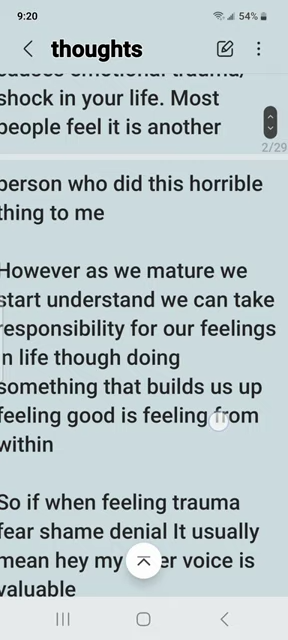 9:20
54%
thoughts
shock in your life. Most
people feel it is another
2/29
person who did this horrible
thing to me
However as we mature we
start understand we can take
responsibility for our feelings
in life though doing
something that builds us up
feeling good is feeling from
within
So if when feeling trauma
fear shame denial It usually
mean hey my er voice is
valuable